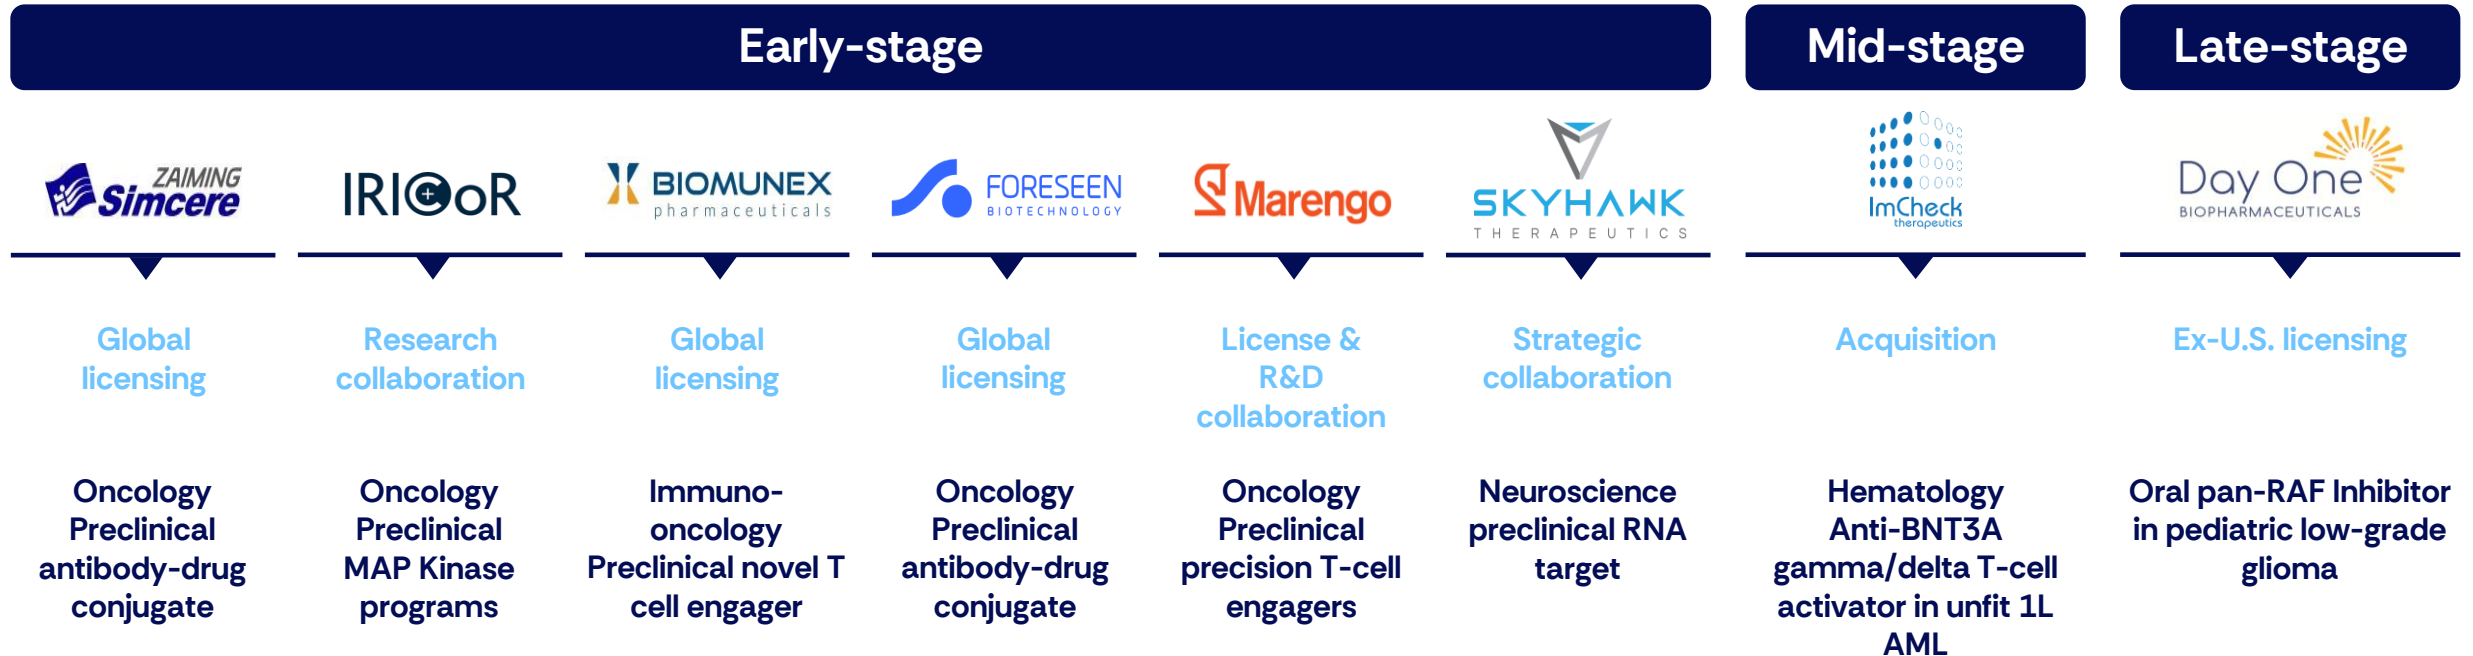 Early-stage
Mid-stage
Late-stage
ZAIMING
Simcere
IRICoR
BIOMUNEX
pharmaceuticals
FORESEEN
BIOTECHNOLOGY
Marengo
SKYHAWK
THERAPEUTICS
ImCheck
therapeutics
Day One
BIOPHARMACEUTICALS
Global
licensing
Research
collaboration
Global
licensing
Global
licensing
License &
R&D
collaboration
Strategic
collaboration
Acquisition
Ex-U.S. licensing
Oncology
Preclinical
antibody-drug
conjugate
Oncology
Preclinical
MAP Kinase
programs
Immuno-
oncology
Preclinical novel T
cell engager
Oncology
Preclinical
antibody-drug
conjugate
Oncology
Preclinical
precision T-cell
engagers
Neuroscience
preclinical RNA
target
Hematology
Anti-BNT3A
gamma/delta T-cell
activator in unfit 1L
AML
Oral pan-RAF Inhibitor
in pediatric low-grade
glioma